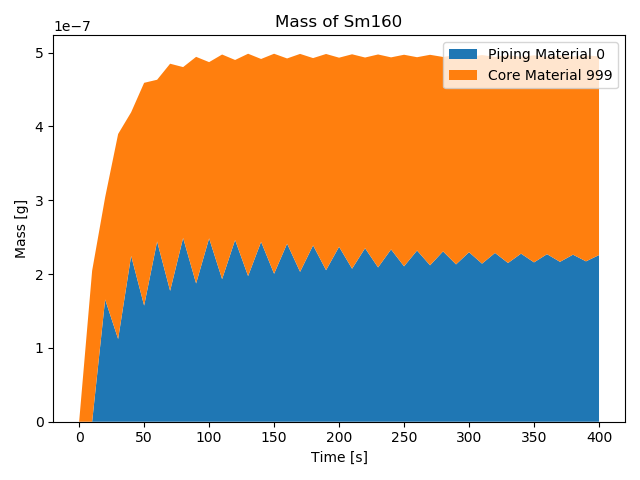 Mass of Sm160
1e−7
Piping Material 0
Core Material 999
Mass [g]
5
4
3
2
1
0
0 50 100 150 200 250 300 350 400
Time [s]